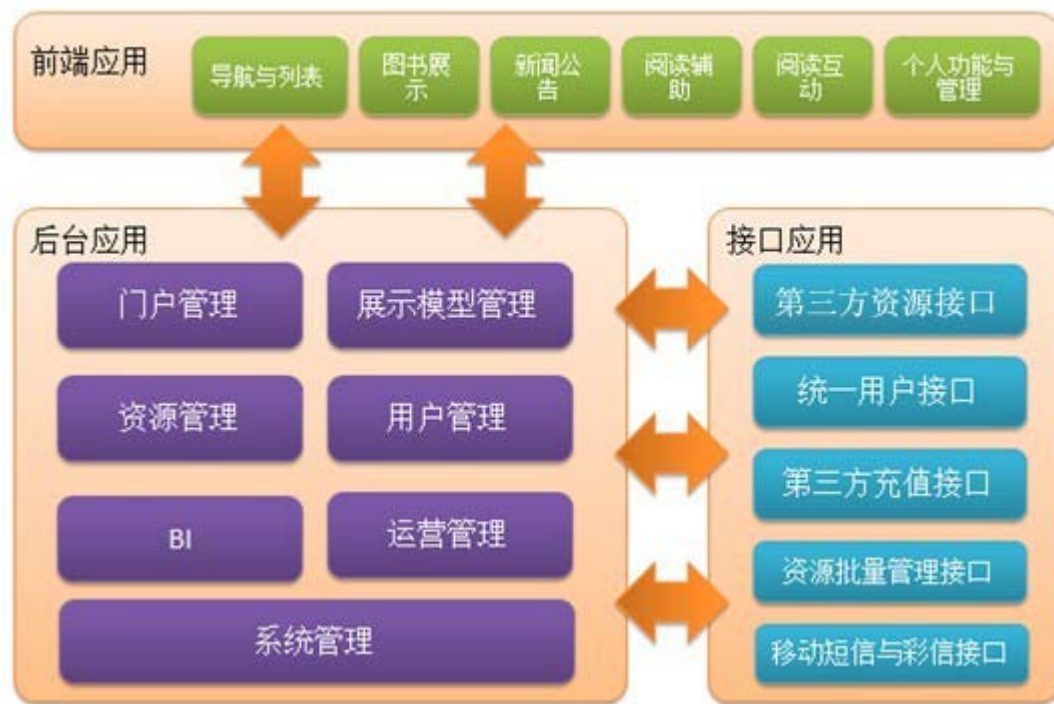 前端应用
导航与列表
图书展
示
新闻公
告
阅读辅
助
阅读互
动
个人功能与
管理
后台应用
门户管理
展示模型管理
资源管理
用户管理
BI
运营管理
系统管理
接口应用
第三方资源接口
统一用户接口
第三方充值接口
资源批量管理接口
移动短信与彩信接口